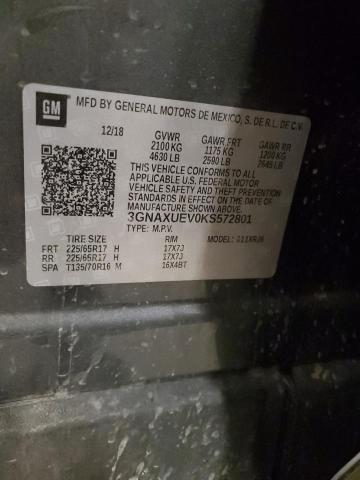 GM
MFD BY GENERAL MOTORS DE MEXICO, S. DE R.L. DE C.V.
12/18 GVWR GAWR FRT GAWR RR
2100 KG 1175 KG 1200 KG
4630 LB 2590 LB 2645 LB
THIS VEHICLE CONFORMS TO ALL
APPLICABLE U.S. FEDERAL MOTOR
VEHICLE SAFETY AND THEFT PREVENTION
STANDARDS IN EFFECT ON THE DATE OF
MANUFACTURE SHOWN ABOVE.
3GNAXUEV0KS572801
TYPE: M.P.V.
TIRE SIZE RIM MODEL:
FRT 225/65R17 H 17X7J
RR 225/65R17 H 17X7J
SPA T135/70R16 M 16X4BT